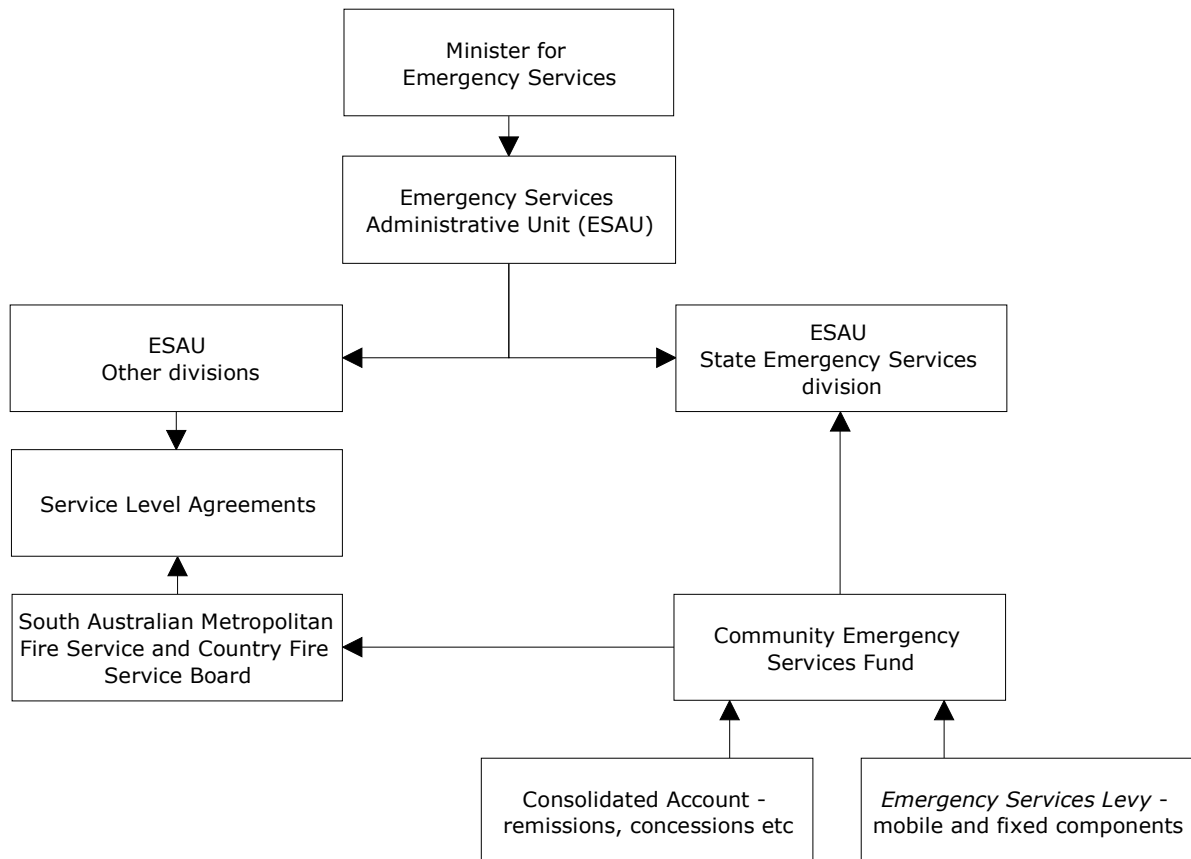 Minister for
Emergency Services
Emergency Services
Administrative Unit (ESAU)
ESAU
Other divisions
ESAU
State Emergency Services
division
Service Level Agreements
South Australian Metropolitan
Fire Service and Country Fire
Service Board
Community Emergency
Services Fund
Consolidated Account -
remissions, concessions etc
Emergency Services Levy -
mobile and fixed components